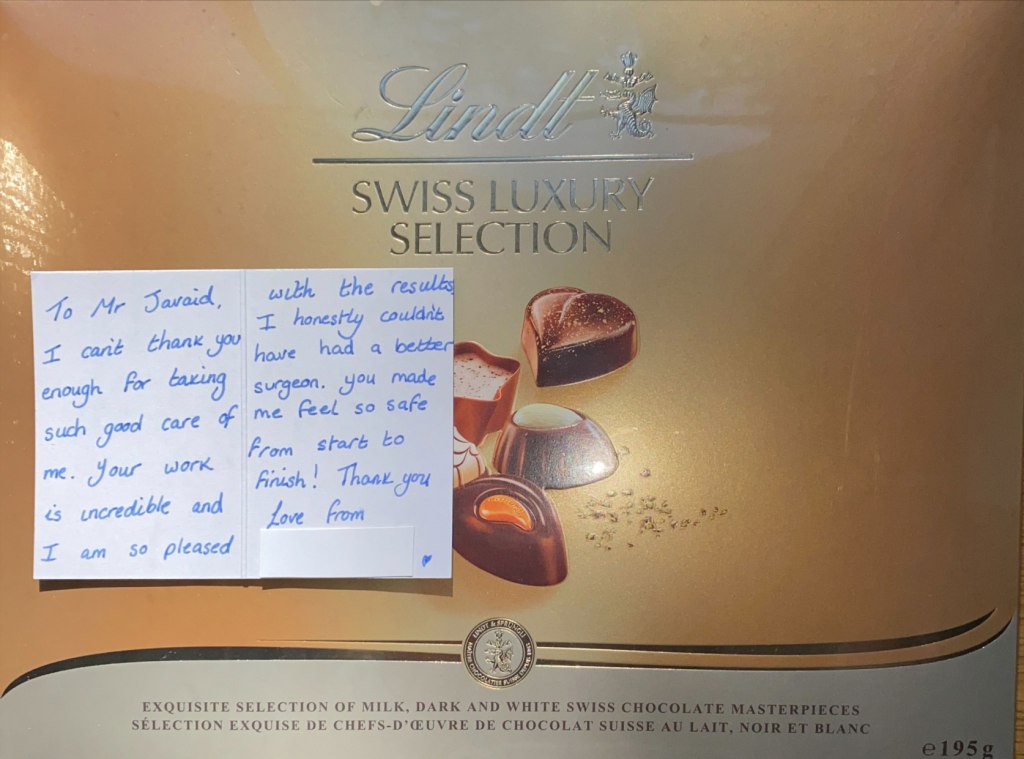 Lindt
SWISS LUXURY
SELECTION
To Mr Javaid,
I can't thank you
enough for taking
such good care of
me. Your work
is incredible and
I am so pleased
with the results
I honestly couldn't
have had a better
surgeon. you made
me feel so safe
from start to
finish! Thank you
Love from
LINDT & SPRÜNGLI
EXQUISITE SELECTION OF MILK, DARK AND WHITE SWISS CHOCOLATE MASTERPIECES
SÉLECTION EXQUISE DE CHEFS-D'ŒUVRE DE CHOCOLAT SUISSE AU LAIT, NOIR ET BLANC
℮195g